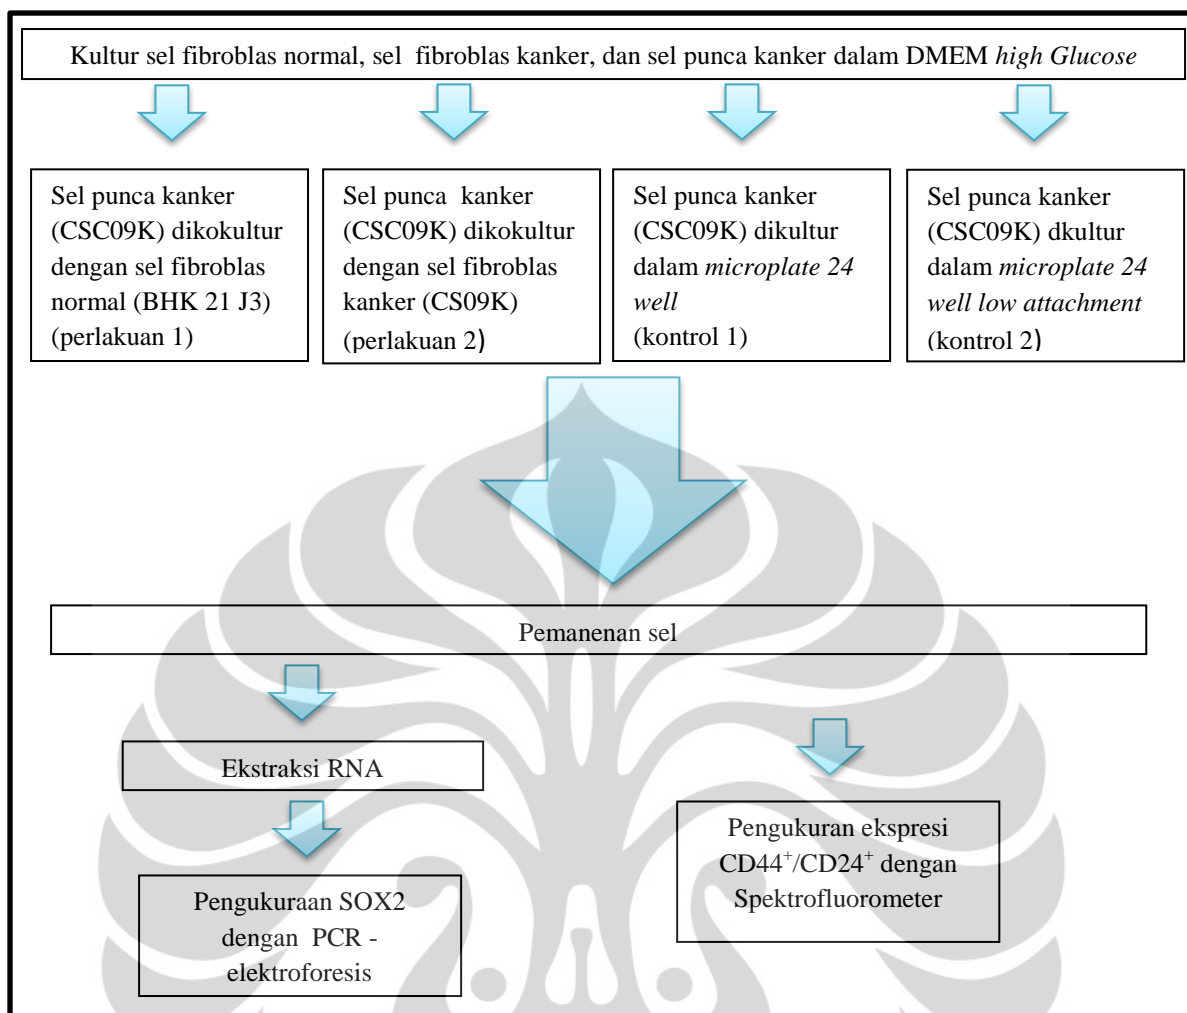 Kultur sel fibroblas normal, sel fibroblas kanker, dan sel punca kanker dalam DMEM high Glucose
Sel punca kanker
(CSC09K) dikokultur
dengan sel fibroblas
normal (BHK 21 J3)
(perlakuan 1)
Sel punca kanker
(CSC09K) dikokultur
dengan sel fibroblas
kanker (CS09K)
(perlakuan 2)
Sel punca kanker
(CSC09K) dikultur
dalam microplate 24
well
(kontrol 1)
Sel punca kanker
(CSC09K) dkultur
dalam microplate 24
well low attachment
(kontrol 2)
Pemanenan sel
Ekstraksi RNA
Pengukuraan SOX2
dengan PCR -
elektroforesis
Pengukuran ekspresi
CD44⁺/CD24⁺ dengan
Spektrofluorometer